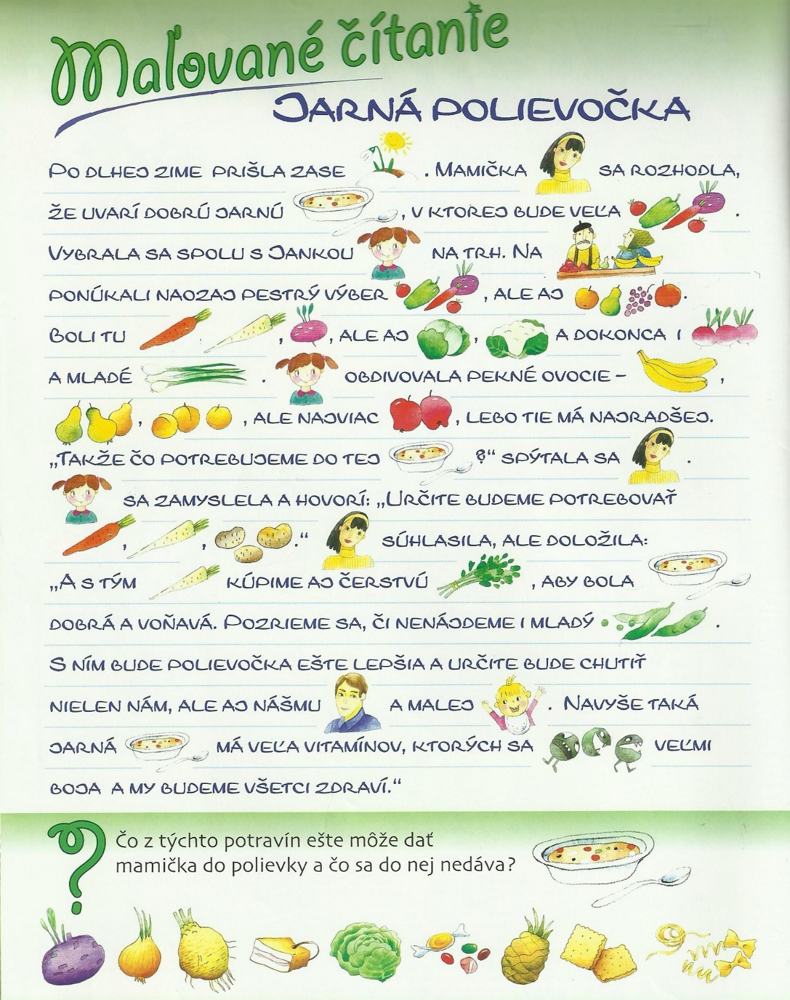 Maľované čítanie
JARNÁ POLIEVOČKA
PO DLHEJ ZIME PRIŠLA ZASE . MAMIČKA SA ROZHODLA,
ŽE UVARÍ DOBRÚ JARNÚ , V KTOREJ BUDE VEĽA .
VYBRALA SA SPOLU S JANKOU NA TRH. NA
PONÚKALI NAOZAJ PESTRÝ VÝBER , ALE AJ .
BOLI TU , , ALE AJ , A DOKONCA I
A MLADÉ . OBDIVOVALA PEKNÉ OVOCIE – ,
, , ALE NAJVIAC , LEBO TIE MÁ NAJRADŠEJ.
„TAKŽE ČO POTREBUJEME DO TEJ ?“ SPÝTALA SA .
SA ZAMYSLELA A HOVORÍ: „URČITE BUDEME POTREBOVAŤ
, , .“ SÚHLASILA, ALE DOLOŽILA:
„A S TÝM KÚPIME AJ ČERSTVÚ , ABY BOLA
DOBRÁ A VOŇAVÁ. POZRIEME SA, ČI NENÁJDEME I MLADÝ .
S NÍM BUDE POLIEVOČKA EŠTE LEPŠIA A URČITE BUDE CHUTIŤ
NIELEN NÁM, ALE AJ NÁŠMU A MALEJ . NAVYŠE TAKÁ
JARNÁ MÁ VEĽA VITAMÍNOV, KTORÝCH SA VEĽMI
BOJA A MY BUDEME VŠETCI ZDRAVÍ.“
? Čo z týchto potravín ešte môže dať
mamička do polievky a čo sa do nej nedáva?